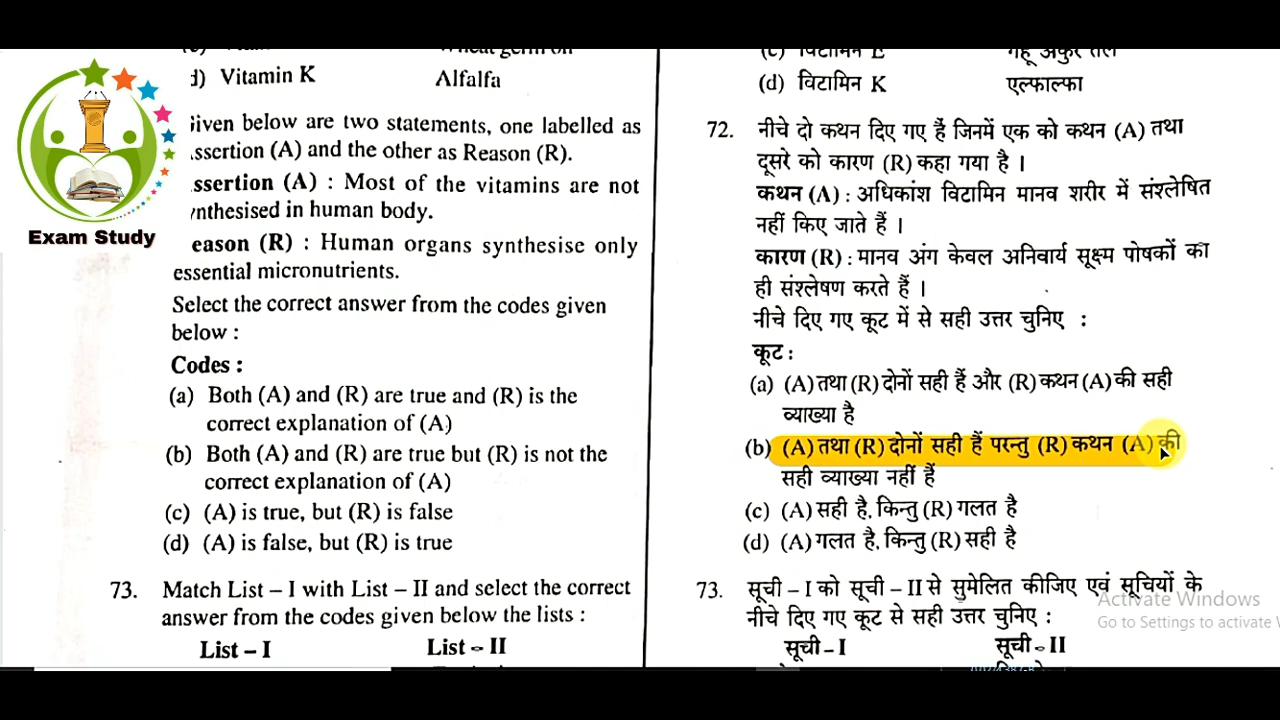 d) Vitamin K Alfalfa
iven below are two statements, one labelled as
ssertion (A) and the other as Reason (R).
ssertion (A) : Most of the vitamins are not
ynthesised in human body.
eason (R) : Human organs synthesise only
essential micronutrients.
Select the correct answer from the codes given
below :
Codes :
(a) Both (A) and (R) are true and (R) is the
correct explanation of (A)
(b) Both (A) and (R) are true but (R) is not the
correct explanation of (A)
(c) (A) is true, but (R) is false
(d) (A) is false, but (R) is true
73. Match List – I with List – II and select the correct
answer from the codes given below the lists :
List – I List – II
(c) विटामिन E गेहूँ अंकुर तेल
(d) विटामिन K एल्फाल्फा
72. नीचे दो कथन दिए गए हैं जिनमें एक को कथन (A) तथा
दूसरे को कारण (R) कहा गया है ।
कथन (A) : अधिकांश विटामिन मानव शरीर में संश्लेषित
नहीं किए जाते हैं ।
कारण (R) : मानव अंग केवल अनिवार्य सूक्ष्म पोषकों का
ही संश्लेषण करते हैं ।
नीचे दिए गए कूट में से सही उत्तर चुनिए :
कूट :
(a) (A) तथा (R) दोनों सही हैं और (R) कथन (A) की सही
व्याख्या है
(b) (A) तथा (R) दोनों सही हैं परन्तु (R) कथन (A) की
सही व्याख्या नहीं हैं
(c) (A) सही है, किन्तु (R) गलत है
(d) (A) गलत है, किन्तु (R) सही है
73. सूची – I को सूची – II से सुमेलित कीजिए एवं सूचियों के
नीचे दिए गए कूट से सही उत्तर चुनिए :
सूची – I सूची – II
Exam Study
Activate Windows
Go to Settings to activate